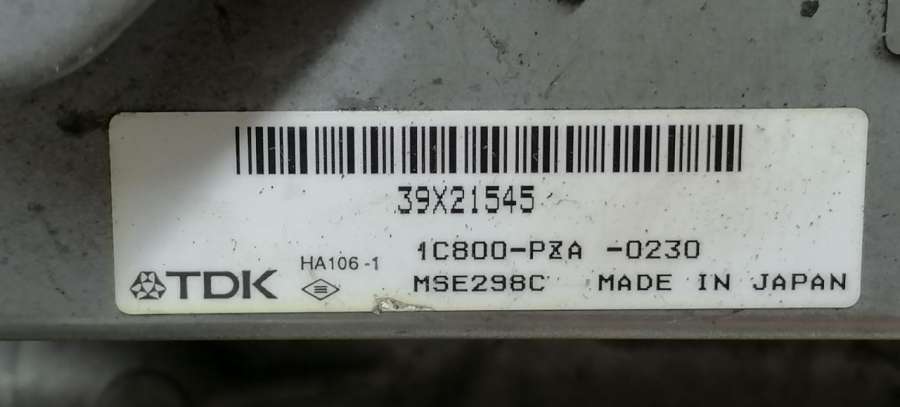 39X21545
HA106-1
1C800-PZA -0230
TDK
MSE298C MADE IN JAPAN